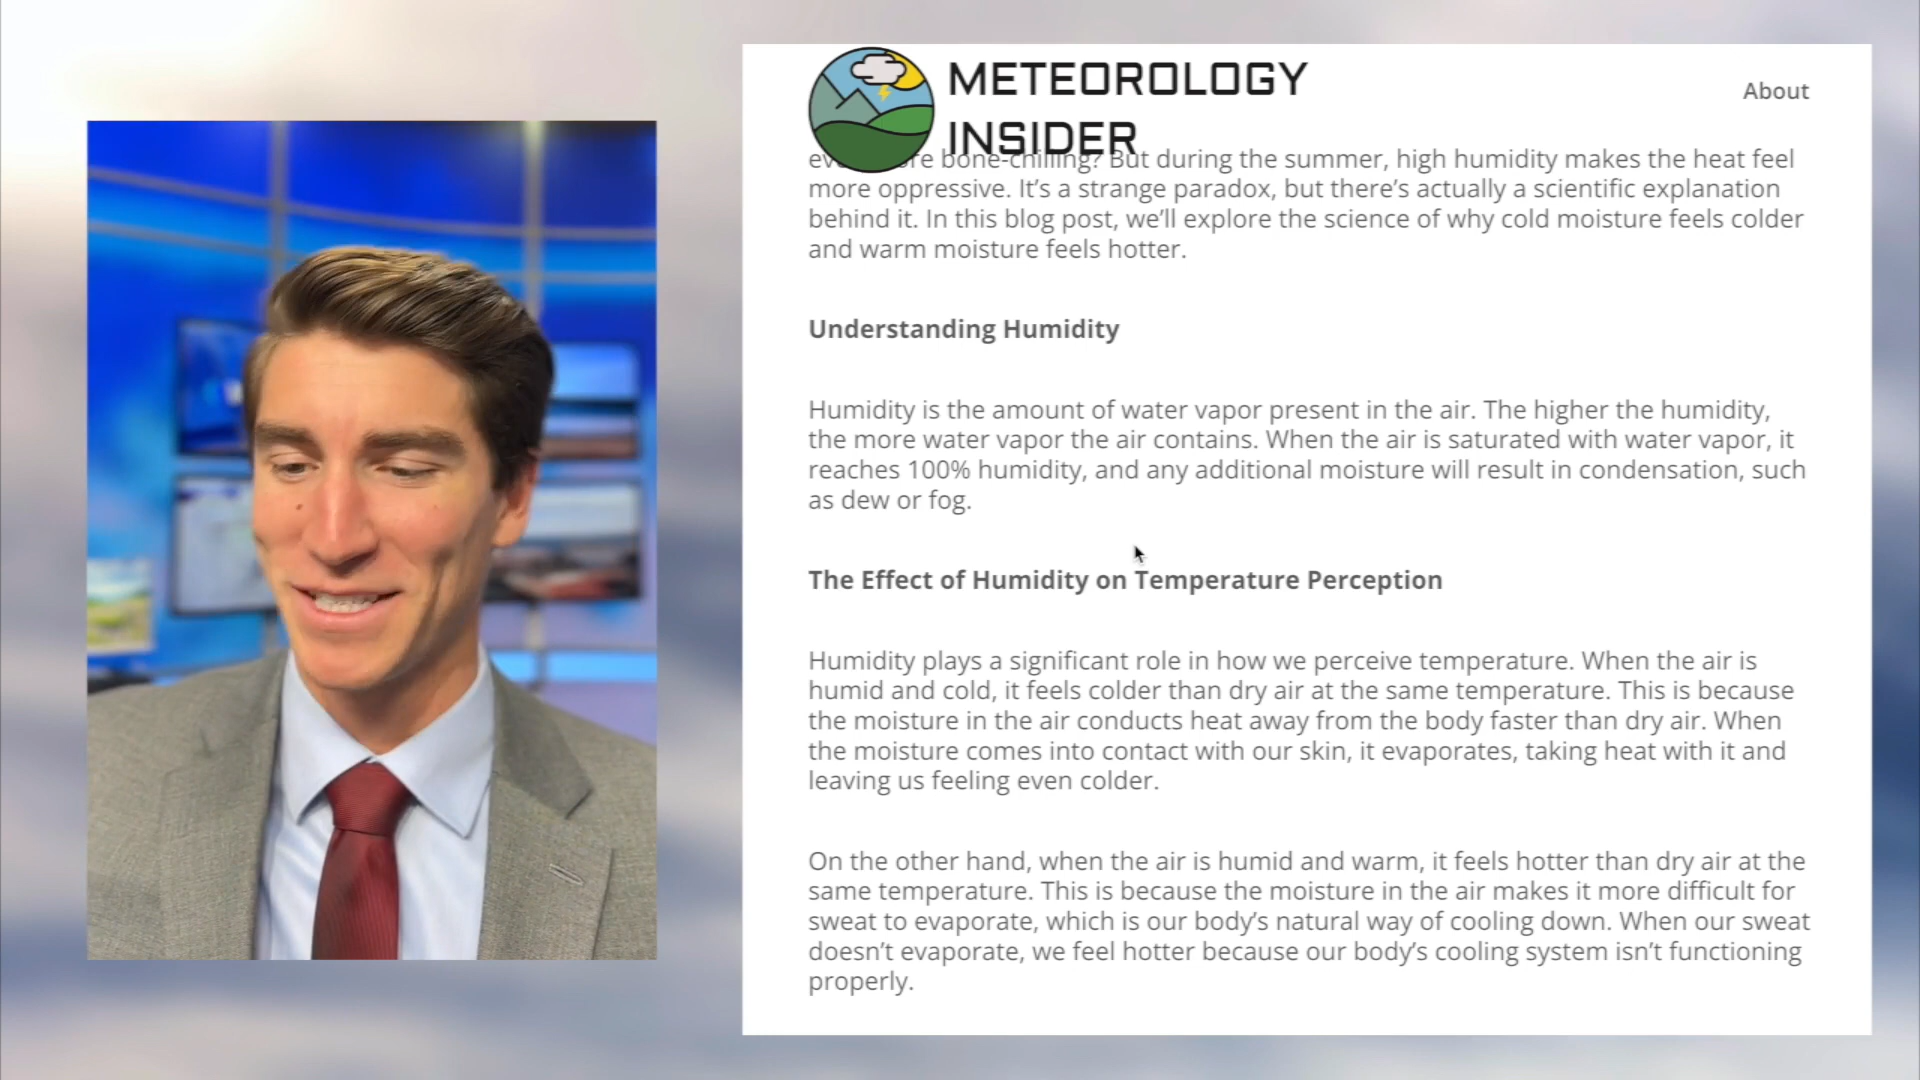 METEOROLOGY
INSIDER
About
re bone-chilling? But during the summer, high humidity makes the heat feel
more oppressive. It’s a strange paradox, but there’s actually a scientific explanation
behind it. In this blog post, we’ll explore the science of why cold moisture feels colder
and warm moisture feels hotter.
Understanding Humidity
Humidity is the amount of water vapor present in the air. The higher the humidity,
the more water vapor the air contains. When the air is saturated with water vapor, it
reaches 100% humidity, and any additional moisture will result in condensation, such
as dew or fog.
The Effect of Humidity on Temperature Perception
Humidity plays a significant role in how we perceive temperature. When the air is
humid and cold, it feels colder than dry air at the same temperature. This is because
the moisture in the air conducts heat away from the body faster than dry air. When
the moisture comes into contact with our skin, it evaporates, taking heat with it and
leaving us feeling even colder.
On the other hand, when the air is humid and warm, it feels hotter than dry air at the
same temperature. This is because the moisture in the air makes it more difficult for
sweat to evaporate, which is our body’s natural way of cooling down. When our sweat
doesn’t evaporate, we feel hotter because our body’s cooling system isn’t functioning
properly.